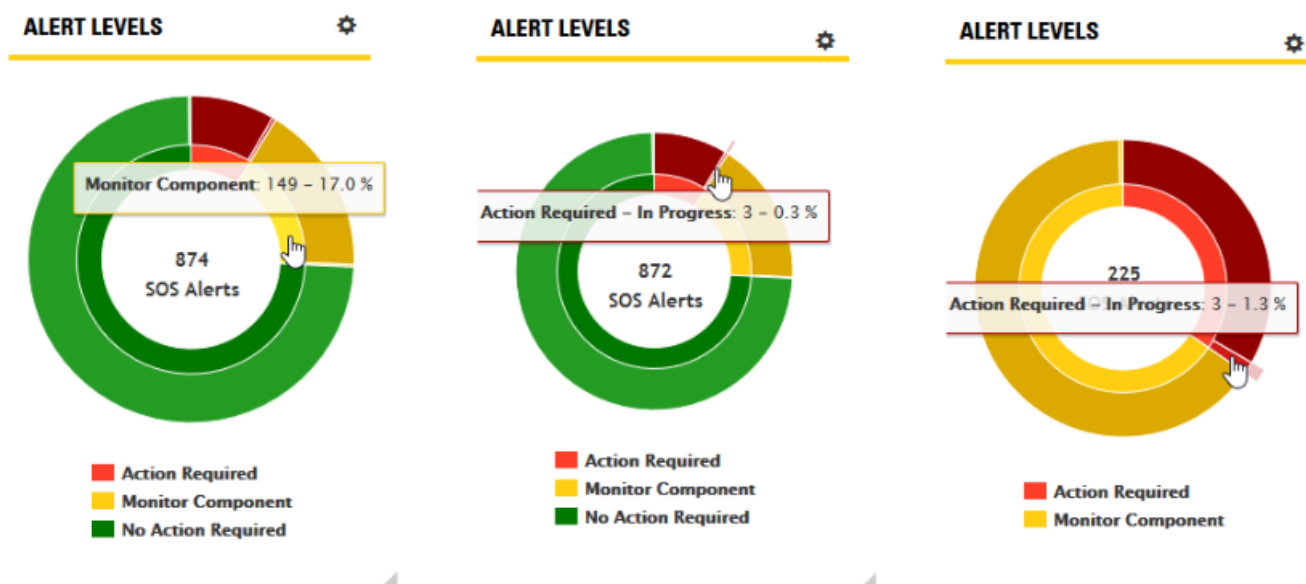 ALERT LEVELS
Monitor Component: 149 – 17.0 %
874
SOS Alerts
Action Required
Monitor Component
No Action Required
ALERT LEVELS
Action Required – In Progress: 3 – 0.3 %
872
SOS Alerts
Action Required
Monitor Component
No Action Required
ALERT LEVELS
225
Action Required – In Progress: 3 – 1.3 %
Action Required
Monitor Component